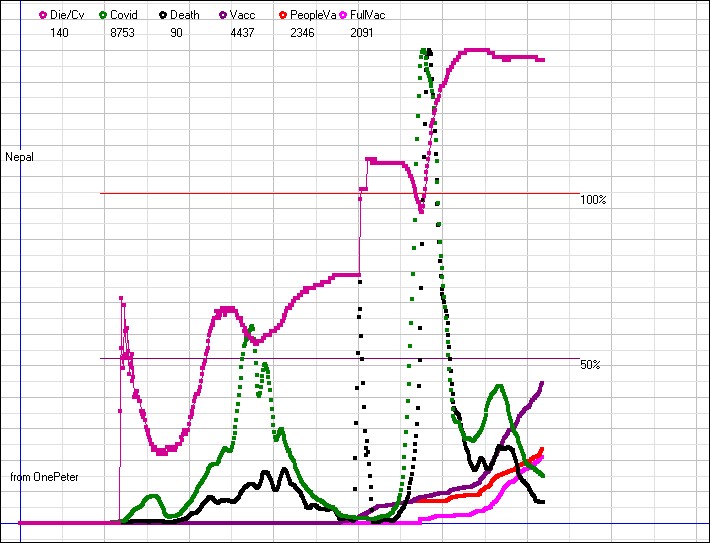 Die/Cv Covid Death Vacc PeopleVa FullVac
140 8753 90 4437 2346 2091
Nepal
100%
50%
from OnePeter